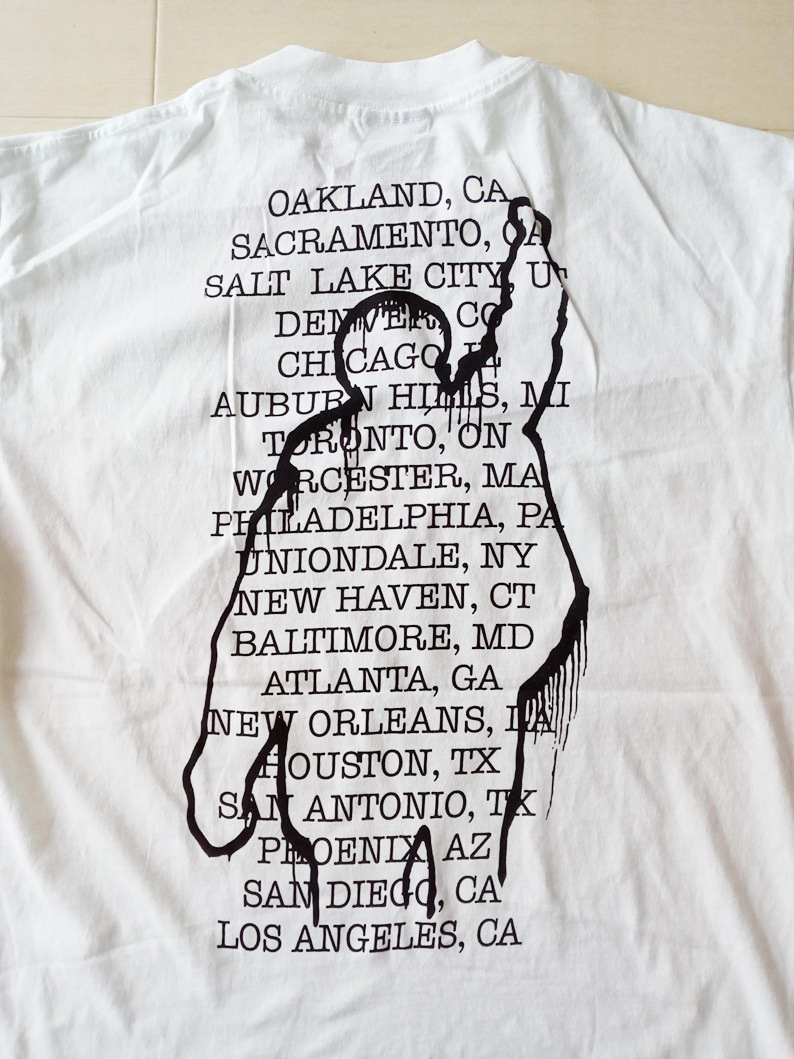 OAKLAND, CA
SACRAMENTO, CA
SALT LAKE CITY, UT
DENVER, CO
CHICAGO, IL
AUBURN HILLS, MI
TORONTO, ON
WORCESTER, MA
PHILADELPHIA, PA
UNIONDALE, NY
NEW HAVEN, CT
BALTIMORE, MD
ATLANTA, GA
NEW ORLEANS, LA
HOUSTON, TX
SAN ANTONIO, TX
PHOENIX, AZ
SAN DIEGO, CA
LOS ANGELES, CA